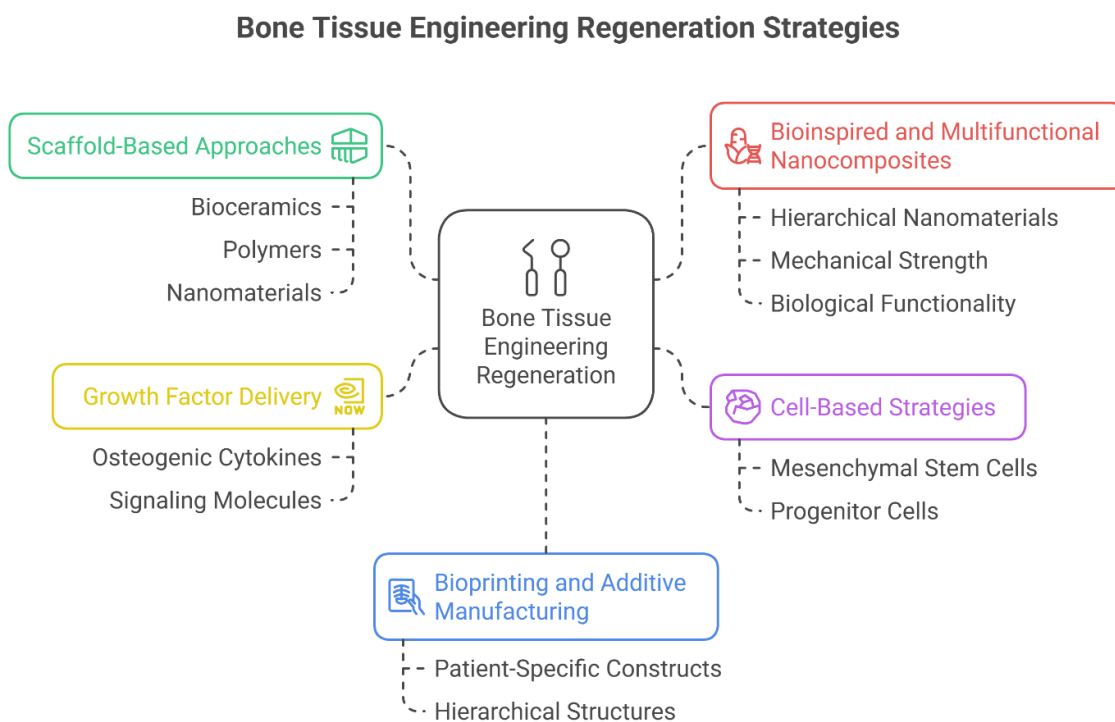 Bone Tissue Engineering Regeneration Strategies
Scaffold-Based Approaches
Bioceramics
Polymers
Nanomaterials
Growth Factor Delivery
NOW
Osteogenic Cytokines
Signaling Molecules
Bone Tissue
Engineering
Regeneration
Bioinspired and Multifunctional
Nanocomposites
Hierarchical Nanomaterials
Mechanical Strength
Biological Functionality
Cell-Based Strategies
Mesenchymal Stem Cells
Progenitor Cells
Bioprinting and Additive
Manufacturing
Patient-Specific Constructs
Hierarchical Structures